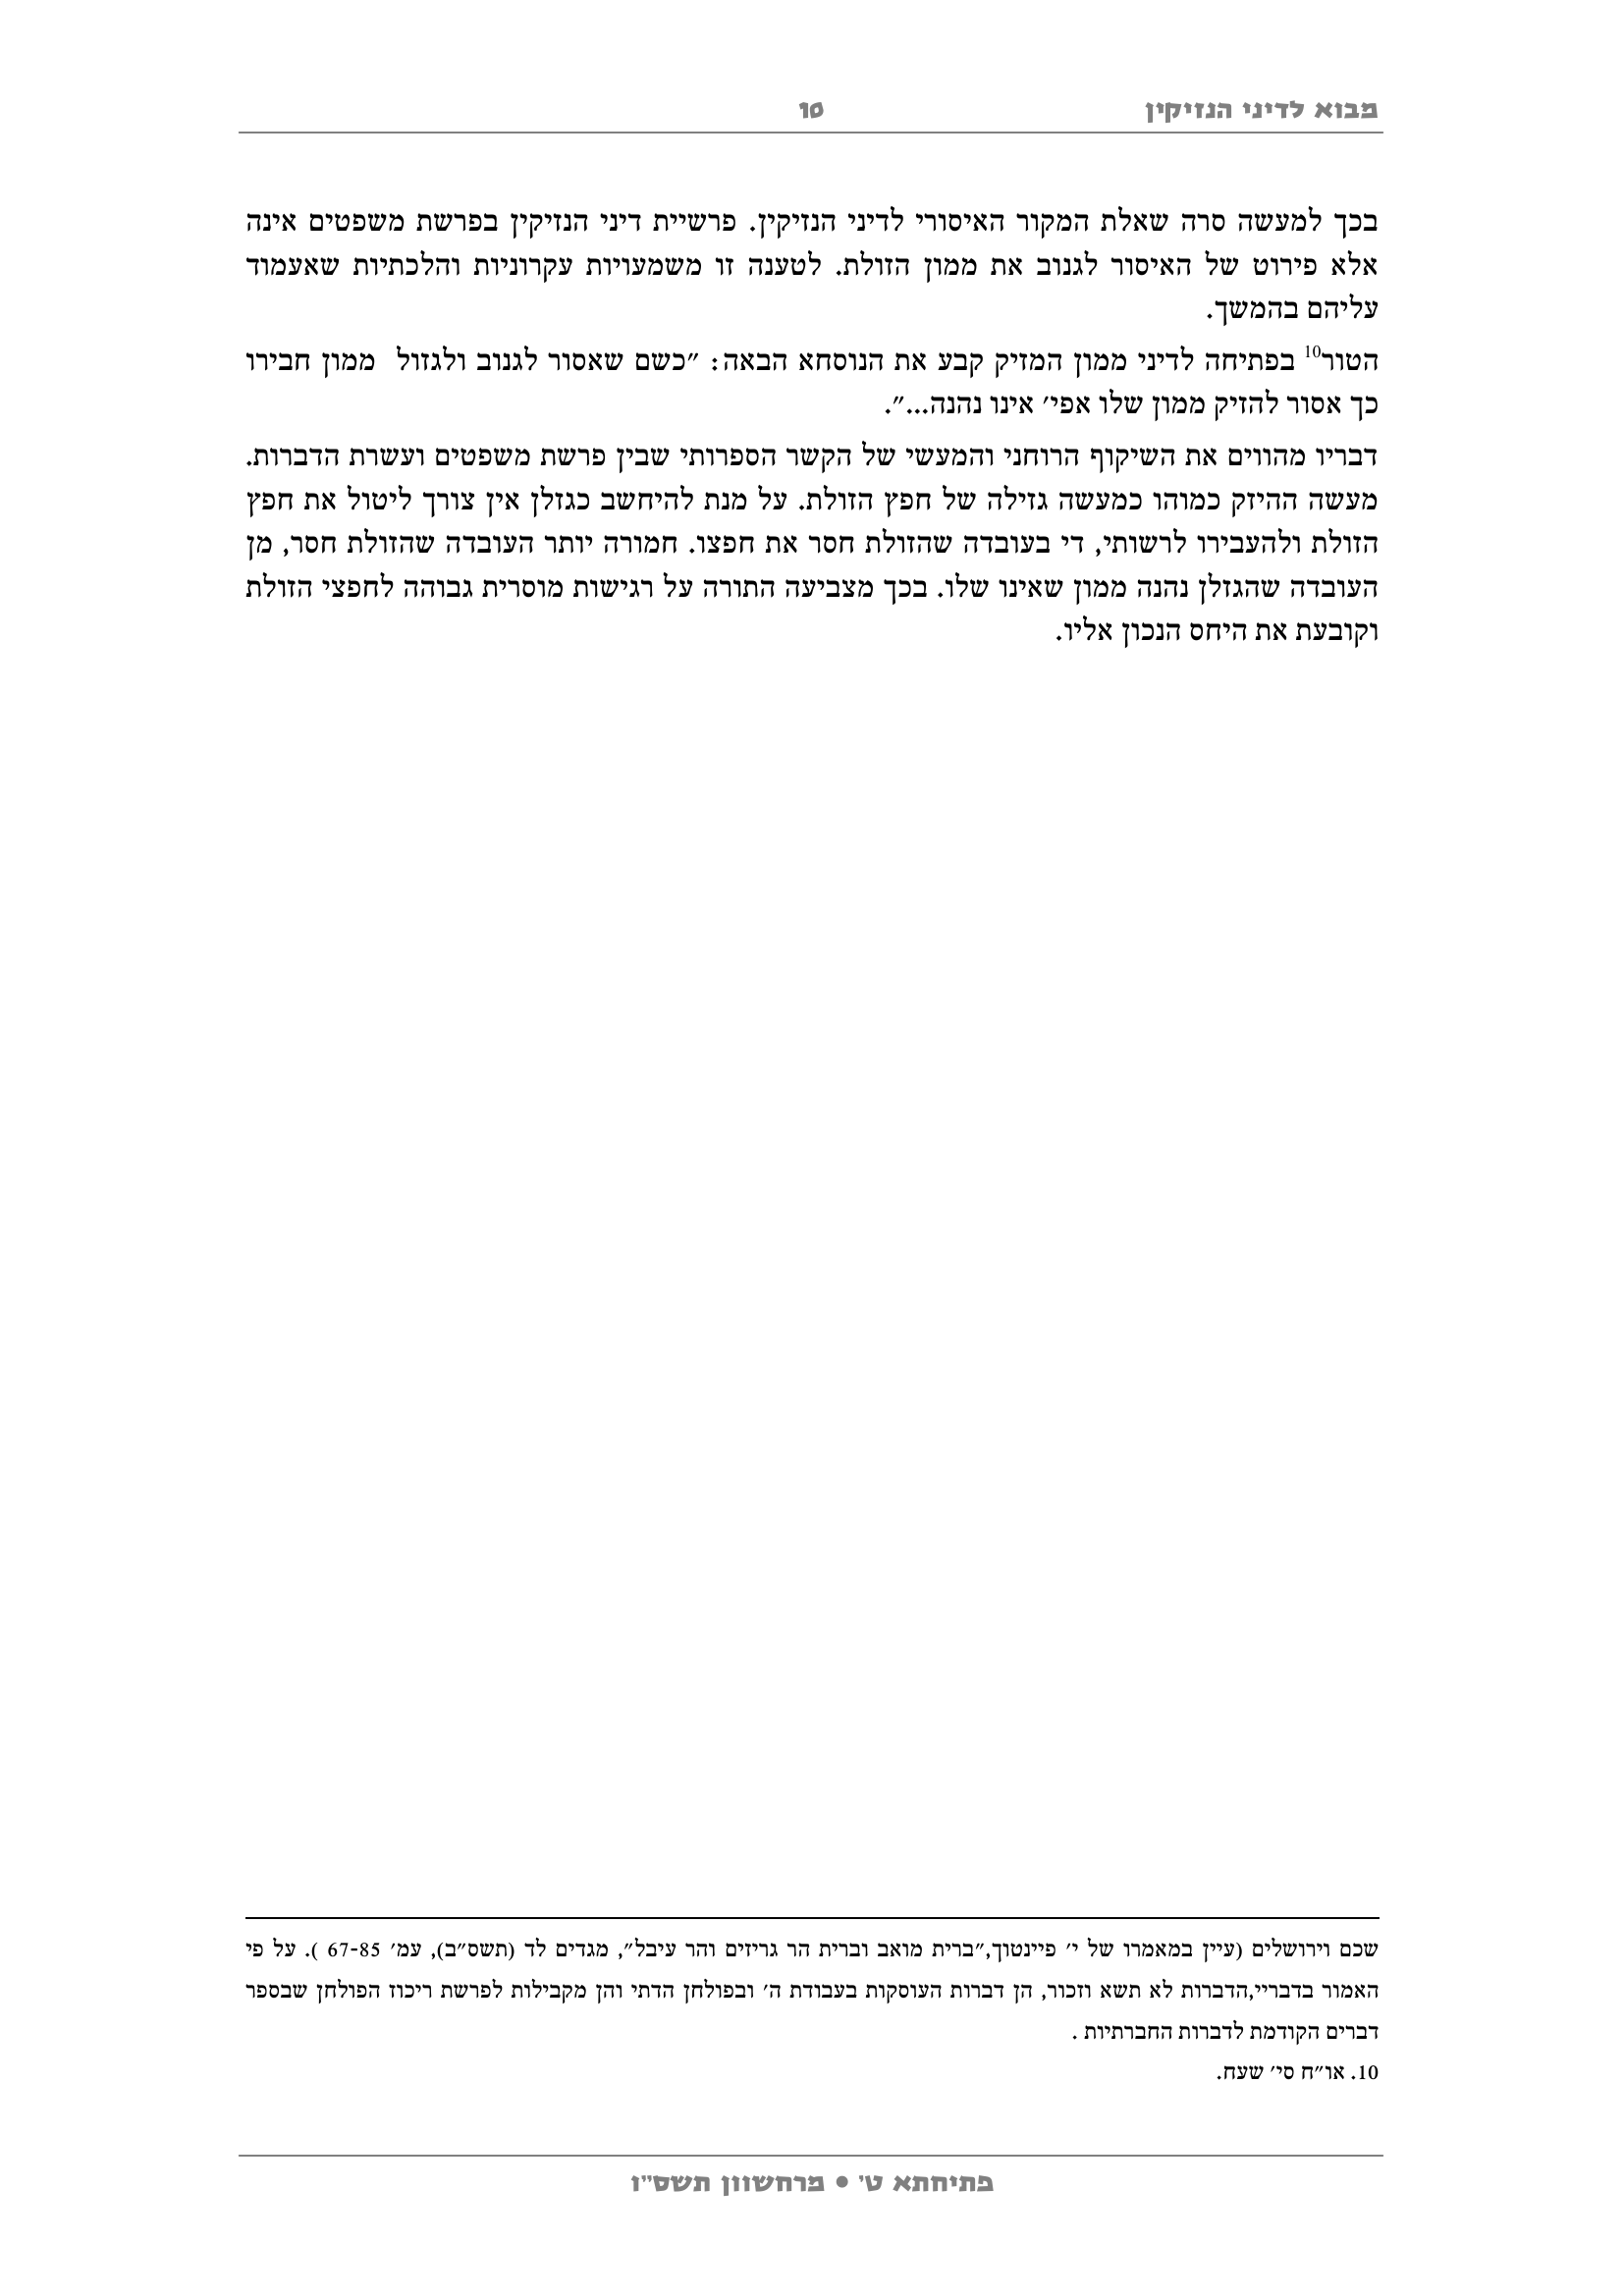 מבוא לדיני הנזיקין סו
בכך למעשה סרה שאלת המקור האיסורי לדיני הנזיקין. פרשיית דיני הנזיקין בפרשת משפטים אינה
אלא פירוט של האיסור לגנוב את ממון הזולת. לטענה זו משמעויות עקרוניות והלכתיות שאעמוד
עליהם בהמשך.
הטור10 בפתיחה לדיני ממון המזיק קבע את הנוסחא הבאה: ״כשם שאסור לגנוב ולגזול ממון חבירו
כך אסור להזיק ממון שלו אפי׳ אינו נהנה...״.
דבריו מהווים את השיקוף הרוחני והמעשי של הקשר הספרותי שבין פרשת משפטים ועשרת הדברות.
מעשה ההיזק כמוהו כמעשה גזילה של חפץ הזולת. על מנת להיחשב כגזלן אין צורך ליטול את חפץ
הזולת ולהעבירו לרשותי, די בעובדה שהזולת חסר את חפצו. חמורה יותר העובדה שהזולת חסר, מן
העובדה שהגזלן נהנה ממון שאינו שלו. בכך מצביעה התורה על רגישות מוסרית גבוהה לחפצי הזולת
וקובעת את היחס הנכון אליו.
שכם וירושלים (עיין במאמרו של י׳ פיינטוך,״ברית מואב וברית הר גריזים והר עיבל״, מגדים לד (תשס״ב), עמ׳ 67-85 ). על פי
האמור בדבריי,הדברות לא תשא וזכור, הן דברות העוסקות בעבודת ה׳ ובפולחן הדתי והן מקבילות לפרשת ריכוז הפולחן שבספר
דברים הקודמת לדברות החברתיות .
10. או״ח סי׳ שעח.
פתיחתא ט׳ • מרחשוון תשס״ו